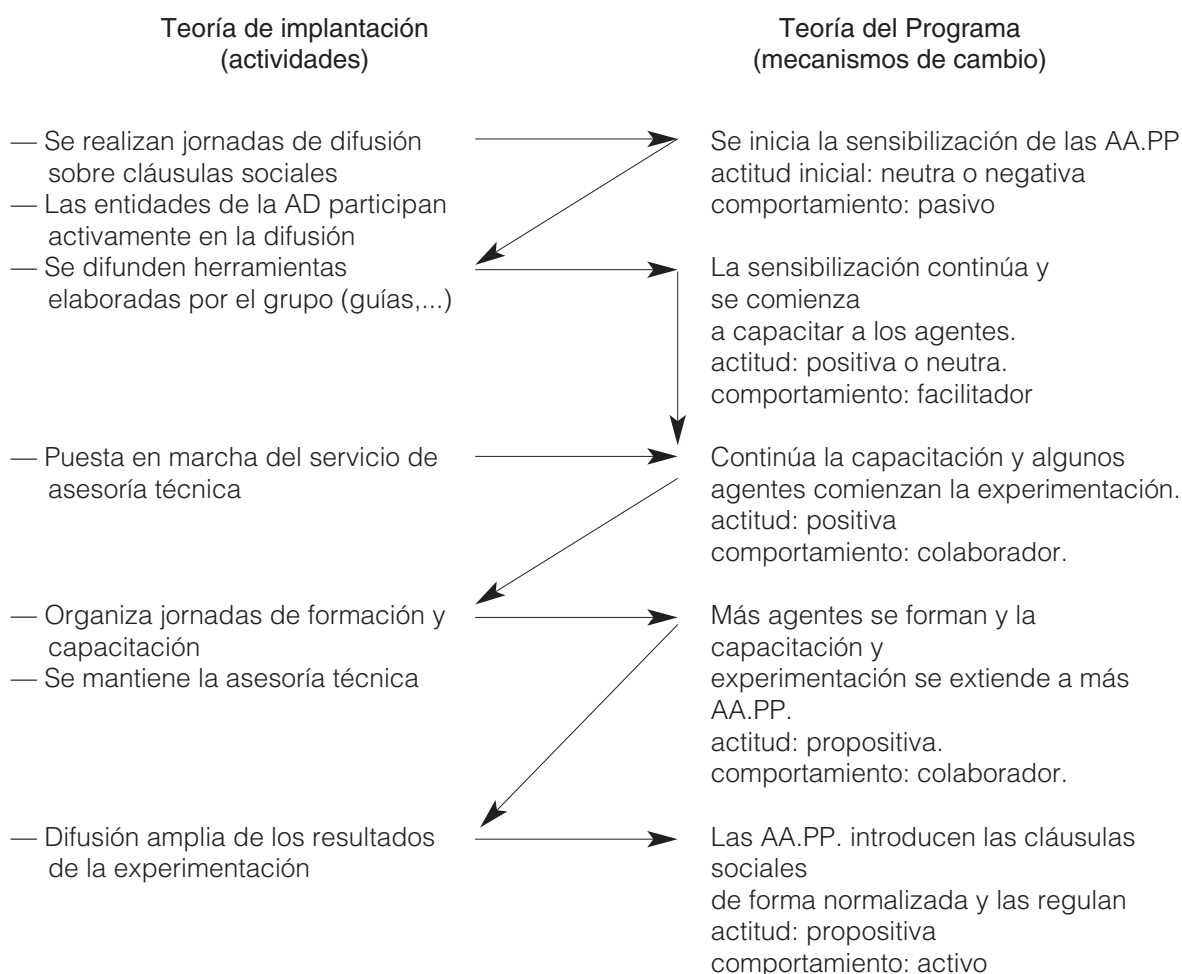 Teoría de implantación
(actividades)
Teoría del Programa
(mecanismos de cambio)
— Se realizan jornadas de difusión
sobre cláusulas sociales
— Las entidades de la AD participan
activamente en la difusión
— Se difunden herramientas
elaboradas por el grupo (guías,...)
Se inicia la sensibilización de las AA.PP
actitud inicial: neutra o negativa
comportamiento: pasivo
La sensibilización continúa y
se comienza
a capacitar a los agentes.
actitud: positiva o neutra.
comportamiento: facilitador
— Puesta en marcha del servicio de
asesoría técnica
Continúa la capacitación y algunos
agentes comienzan la experimentación.
actitud: positiva
comportamiento: colaborador.
— Organiza jornadas de formación y
capacitación
— Se mantiene la asesoría técnica
Más agentes se forman y la
capacitación y
experimentación se extiende a más
AA.PP.
actitud: propositiva.
comportamiento: colaborador.
— Difusión amplia de los resultados
de la experimentación
Las AA.PP. introducen las cláusulas
sociales
de forma normalizada y las regulan
actitud: propositiva
comportamiento: activo